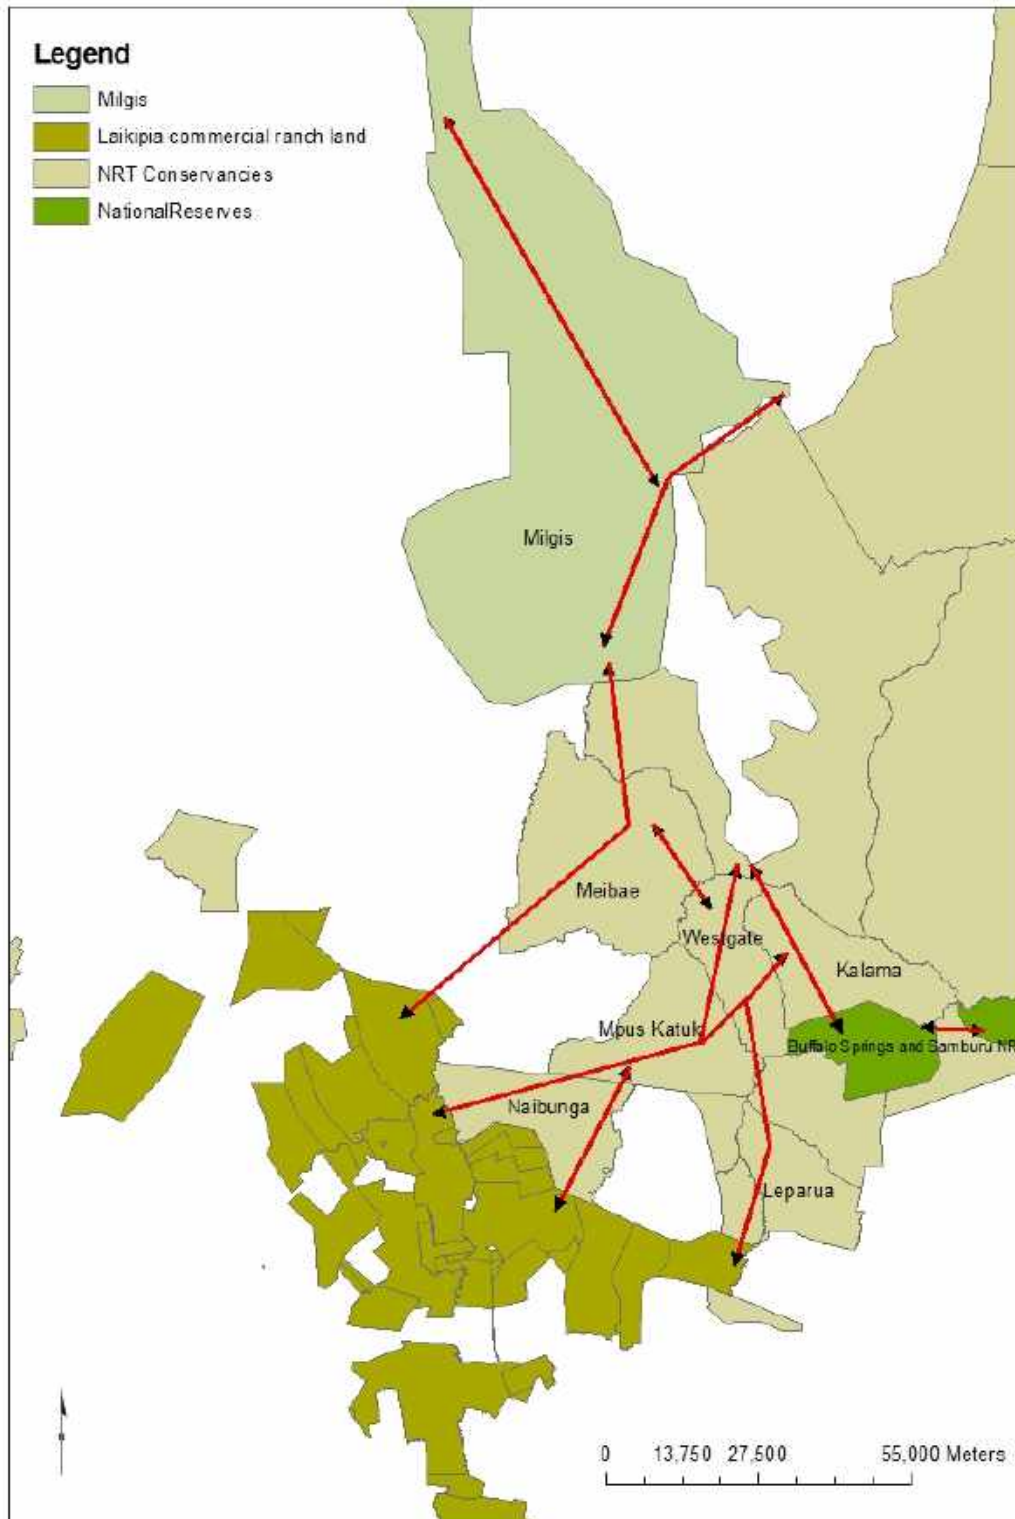 Legend
Milgis
Laikipia commercial ranch land
NRT Conservancies
NationalReserves
Milgis
Meibae
Westgate
Kalama
Mpus Katuk
Buffalo Springs and Samburu NR
Naibunga
Leparua
0 13,750 27,500 55,000 Meters